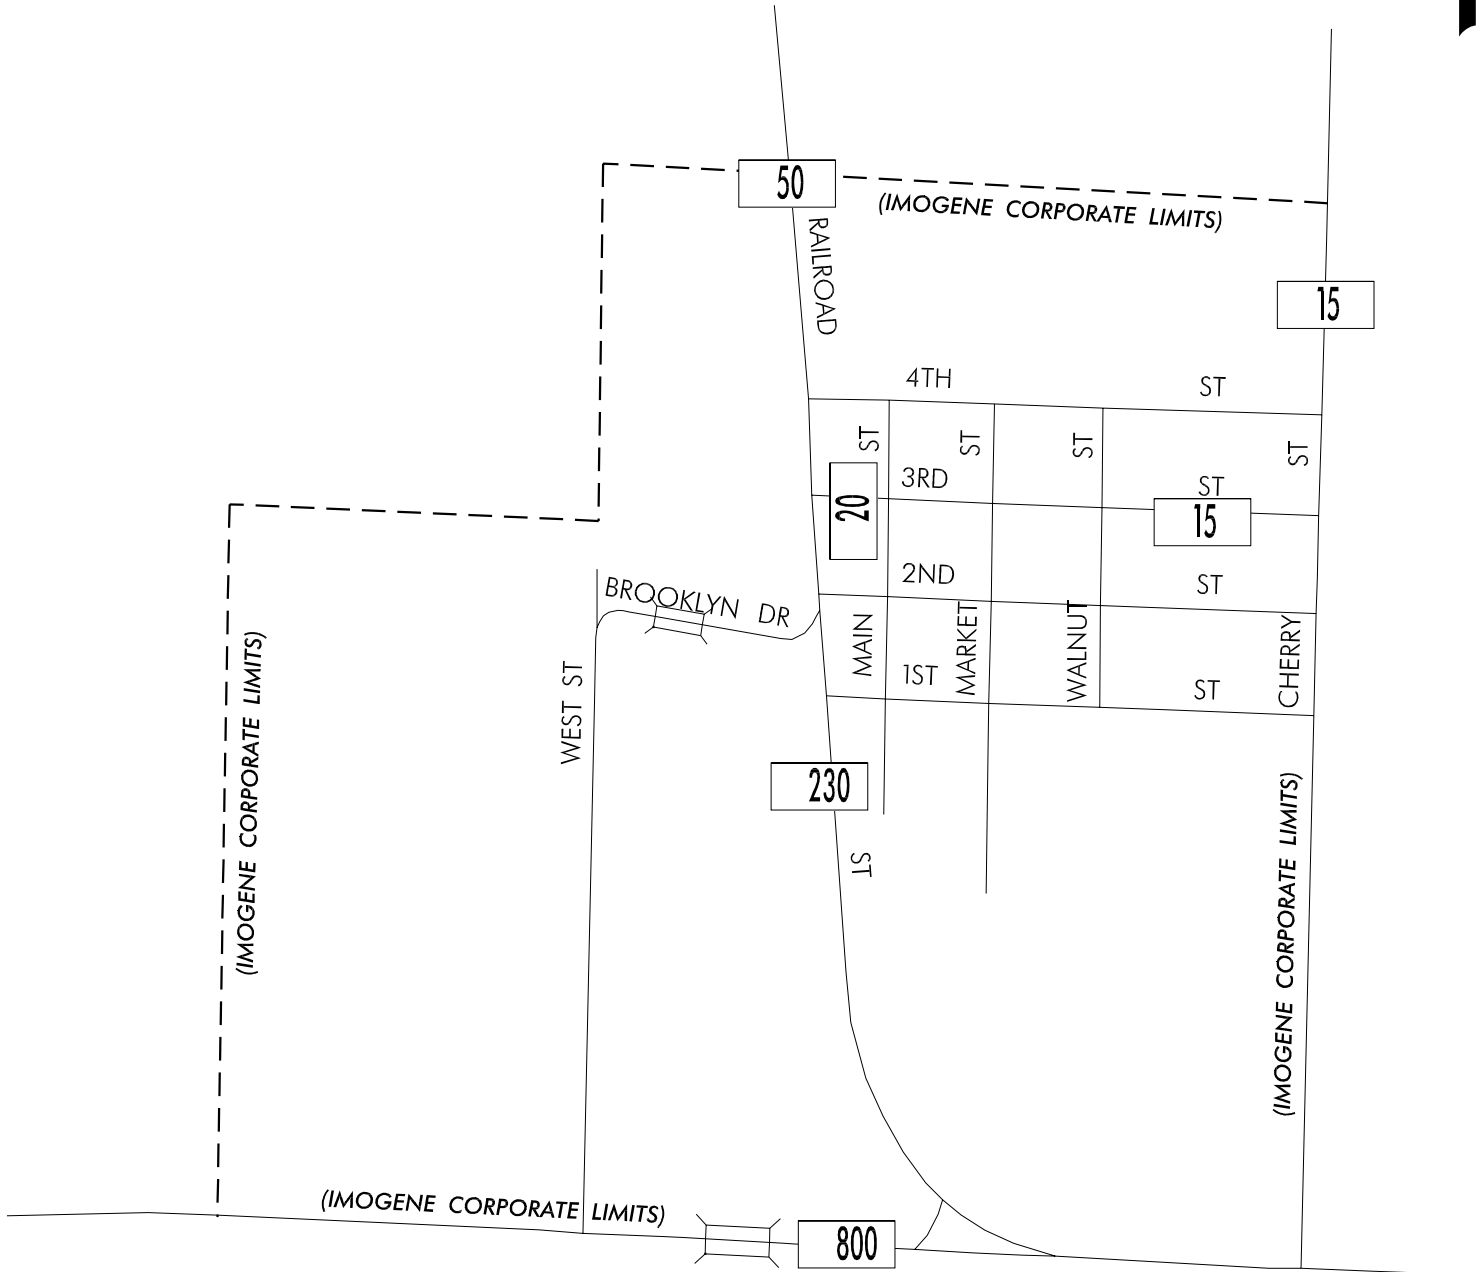 50
(IMOGENE CORPORATE LIMITS)
RAILROAD
15
4TH
ST
ST
ST
ST
ST
3RD
ST
20
15
2ND
ST
BROOKLYN DR
MAIN
MARKET
WALNUT
CHERRY
(IMOGENE CORPORATE LIMITS)
WEST ST
1ST
ST
230
(IMOGENE CORPORATE LIMITS)
ST
(IMOGENE CORPORATE LIMITS)
800